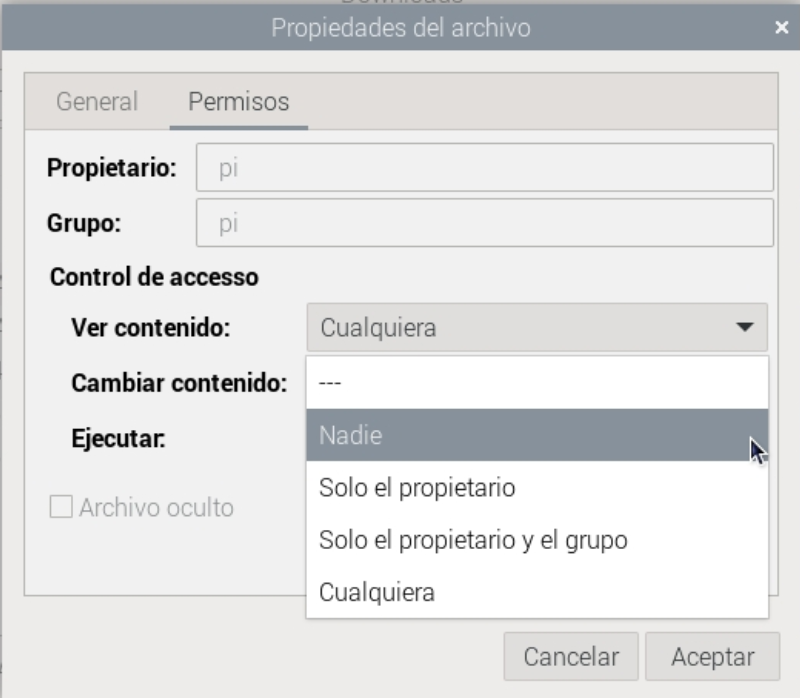 Propiedades del archivo
General Permisos
Propietario: pi
Grupo: pi
Control de acceso
Ver contenido: Cualquiera
Cambiar contenido: ---
Ejecutar: Nadie
Solo el propietario
Archivo oculto
Solo el propietario y el grupo
Cualquiera
Cancelar Aceptar